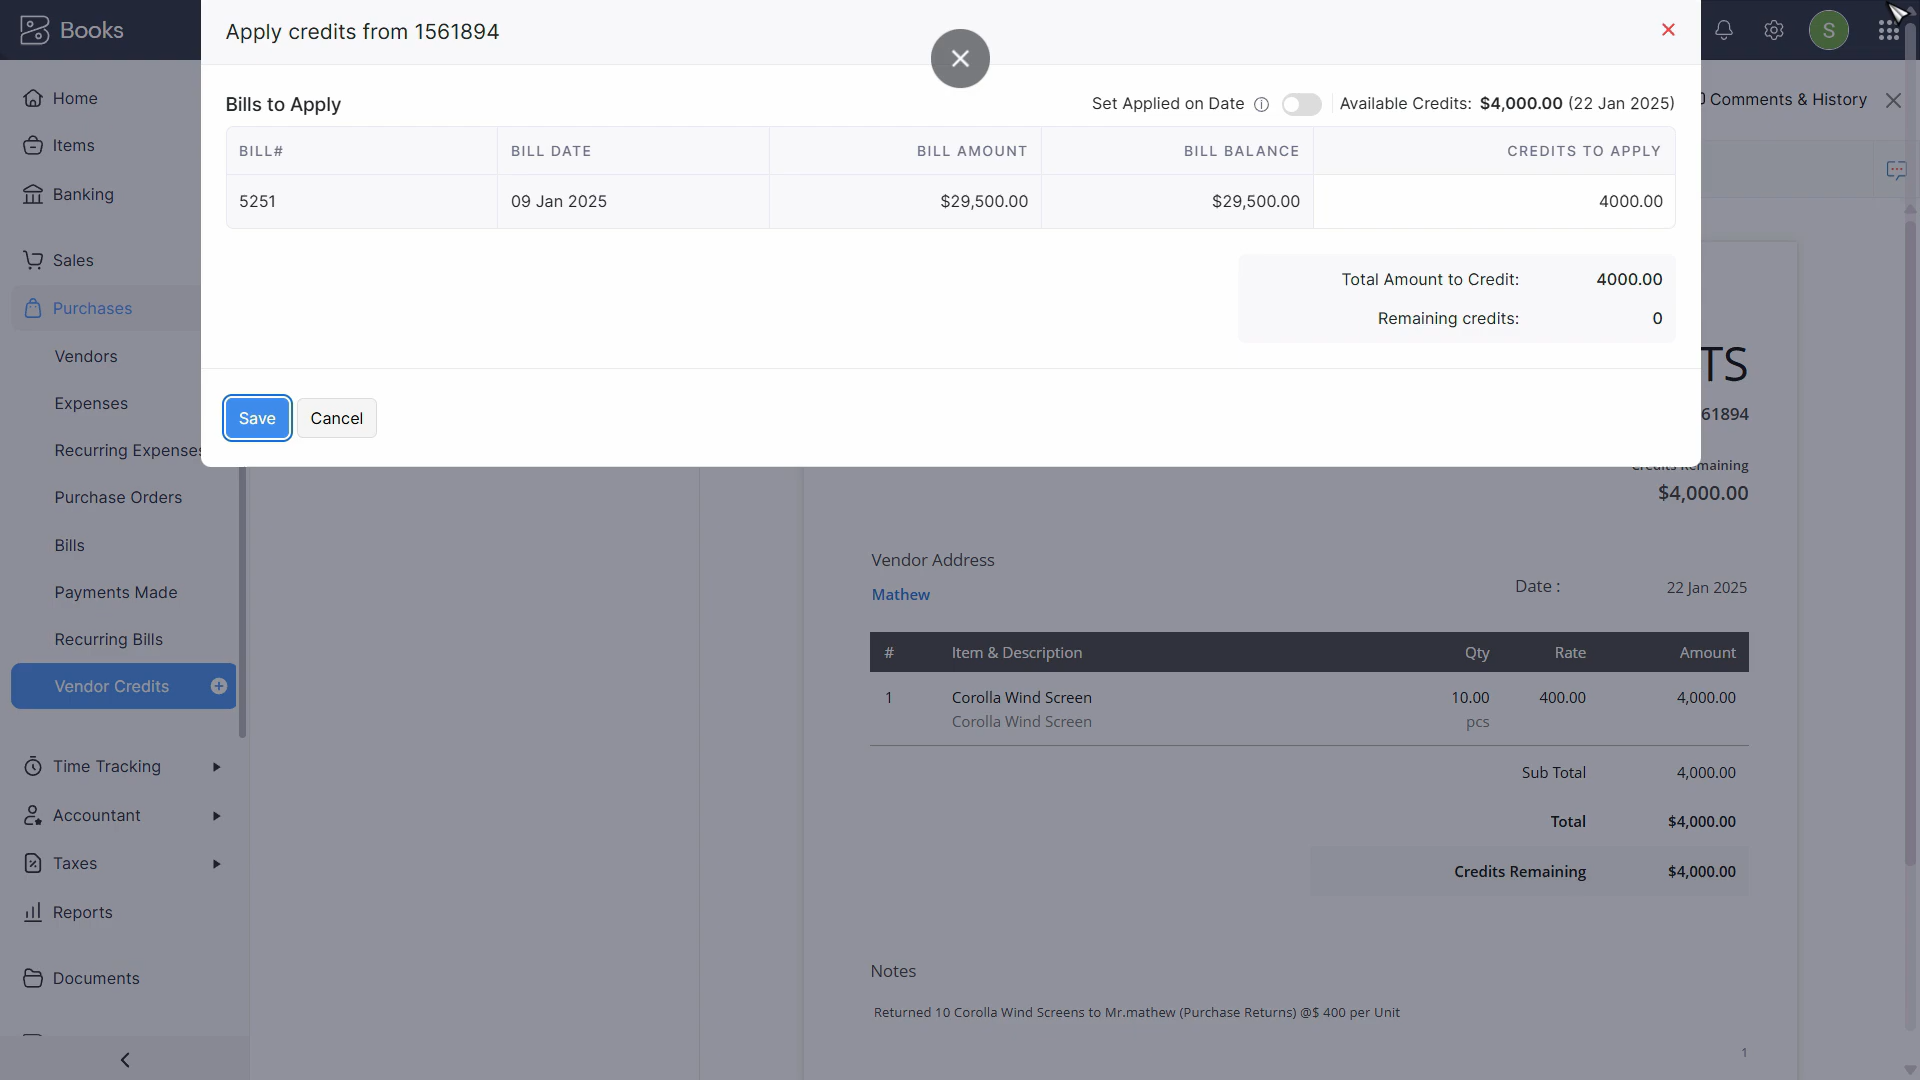 Books
Apply credits from 1561894
S
Home
Items
Banking
Sales
Purchases
Vendors
Expenses
Recurring Expenses
Purchase Orders
Bills
Payments Made
Recurring Bills
Vendor Credits
Time Tracking
Accountant
Taxes
Reports
Documents
Bills to Apply
Set Applied on Date
Available Credits: $4,000.00 (22 Jan 2025)
Comments & History
BILL# BILL DATE BILL AMOUNT BILL BALANCE CREDITS TO APPLY
5251 09 Jan 2025 $29,500.00 $29,500.00 4000.00
Total Amount to Credit: 4000.00
Remaining credits: 0
Save Cancel
TS
61894
Credits Remaining
$4,000.00
Vendor Address
Mathew
Date : 22 Jan 2025
# Item & Description Qty Rate Amount
1 Corolla Wind Screen 10.00 400.00 4,000.00
Corolla Wind Screen pcs
Sub Total 4,000.00
Total $4,000.00
Credits Remaining $4,000.00
Notes
Returned 10 Corolla Wind Screens to Mr.mathew (Purchase Returns) @$ 400 per Unit
1